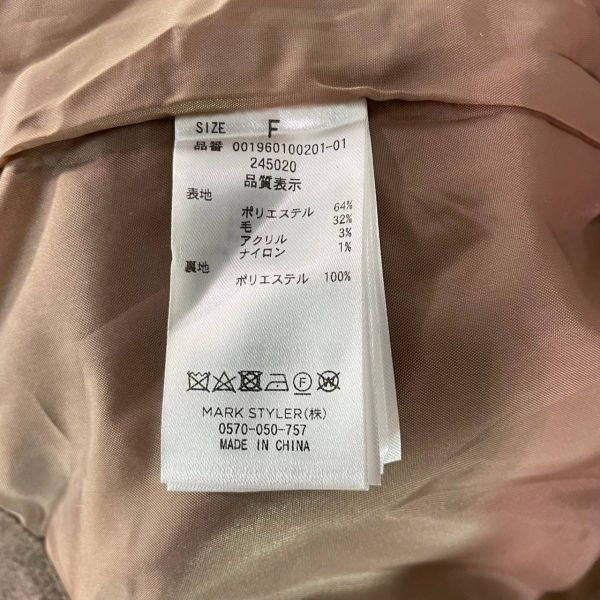 SIZE F
品番 001960100201-01
245020
品質表示
表地
ポリエステル 64%
毛 32%
アクリル 3%
ナイロン 1%
裏地
ポリエステル 100%
F W
MARK STYLER(株)
0570-050-757
MADE IN CHINA